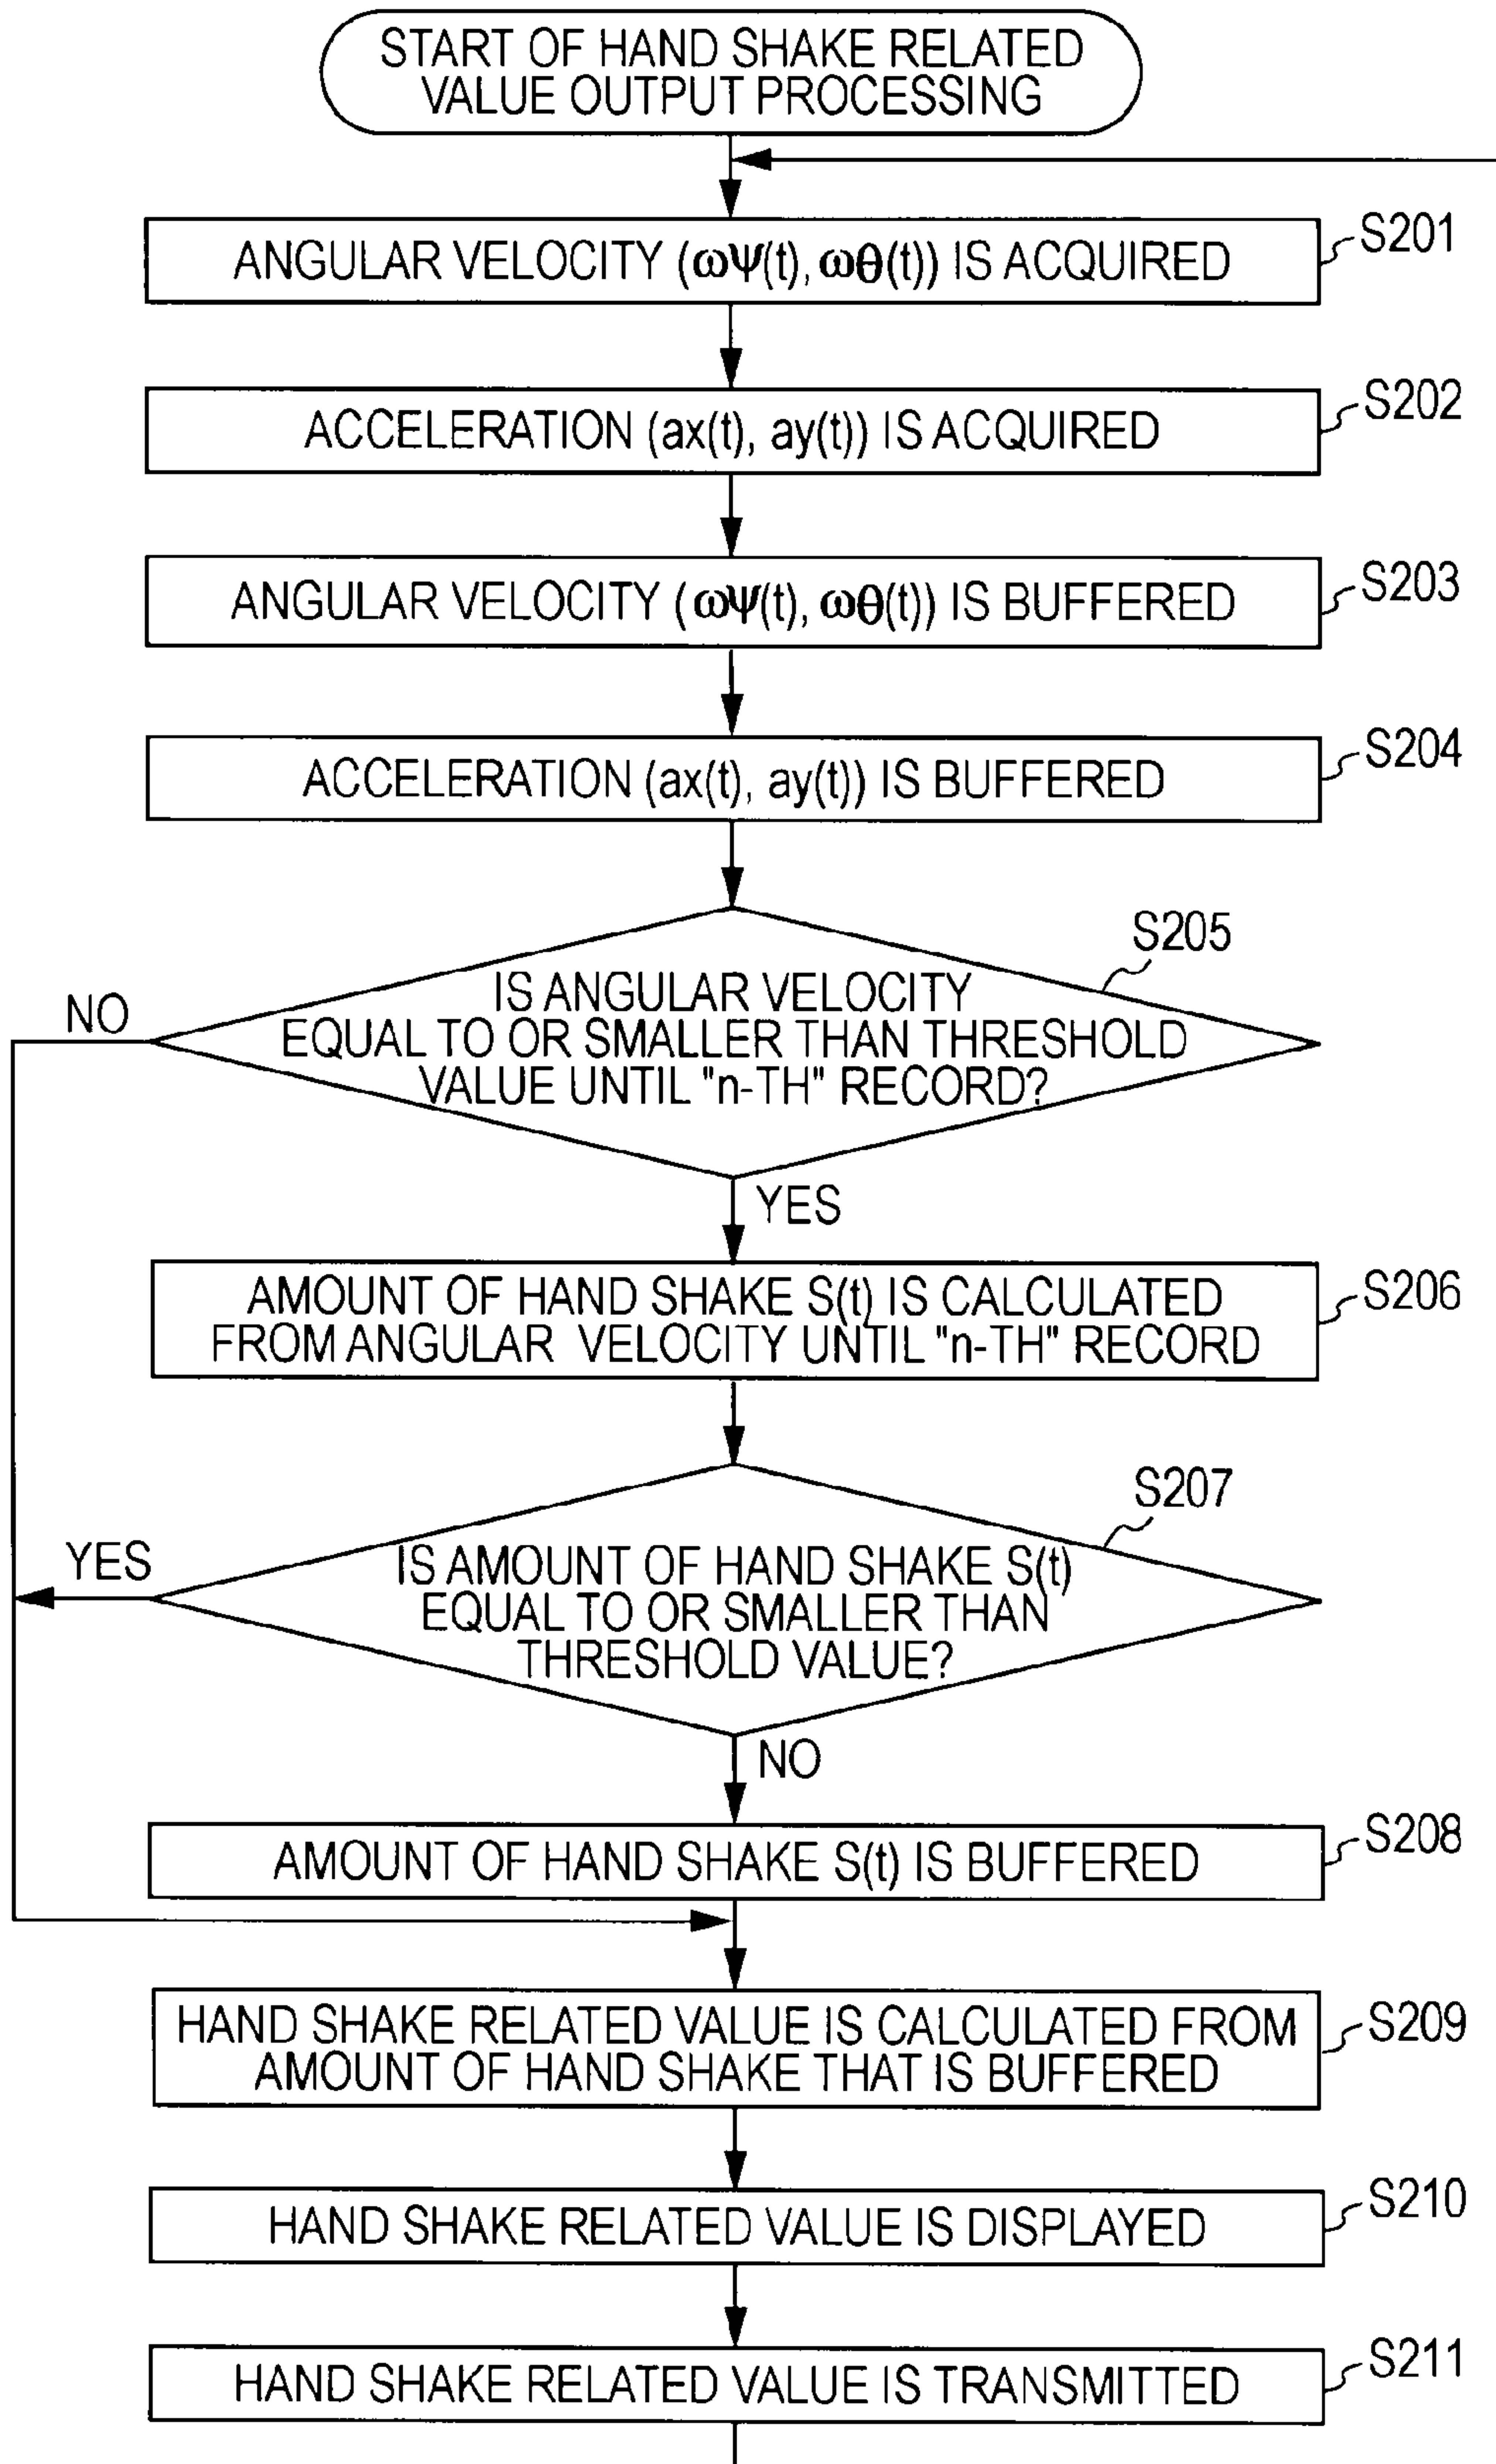 START OF HAND SHAKE RELATED
VALUE OUTPUT PROCESSING
ANGULAR VELOCITY (ωΨ(t), ωθ(t)) IS ACQUIRED
S201
ACCELERATION (ax(t), ay(t)) IS ACQUIRED
S202
ANGULAR VELOCITY (ωΨ(t), ωθ(t)) IS BUFFERED
S203
ACCELERATION (ax(t), ay(t)) IS BUFFERED
S204
S205
IS ANGULAR VELOCITY
EQUAL TO OR SMALLER THAN THRESHOLD
VALUE UNTIL "n-TH" RECORD?
NO
YES
AMOUNT OF HAND SHAKE S(t) IS CALCULATED
FROM ANGULAR VELOCITY UNTIL "n-TH" RECORD
S206
S207
IS AMOUNT OF HAND SHAKE S(t)
EQUAL TO OR SMALLER THAN
THRESHOLD VALUE?
YES
NO
AMOUNT OF HAND SHAKE S(t) IS BUFFERED
S208
HAND SHAKE RELATED VALUE IS CALCULATED FROM
AMOUNT OF HAND SHAKE THAT IS BUFFERED
S209
HAND SHAKE RELATED VALUE IS DISPLAYED
S210
HAND SHAKE RELATED VALUE IS TRANSMITTED
S211